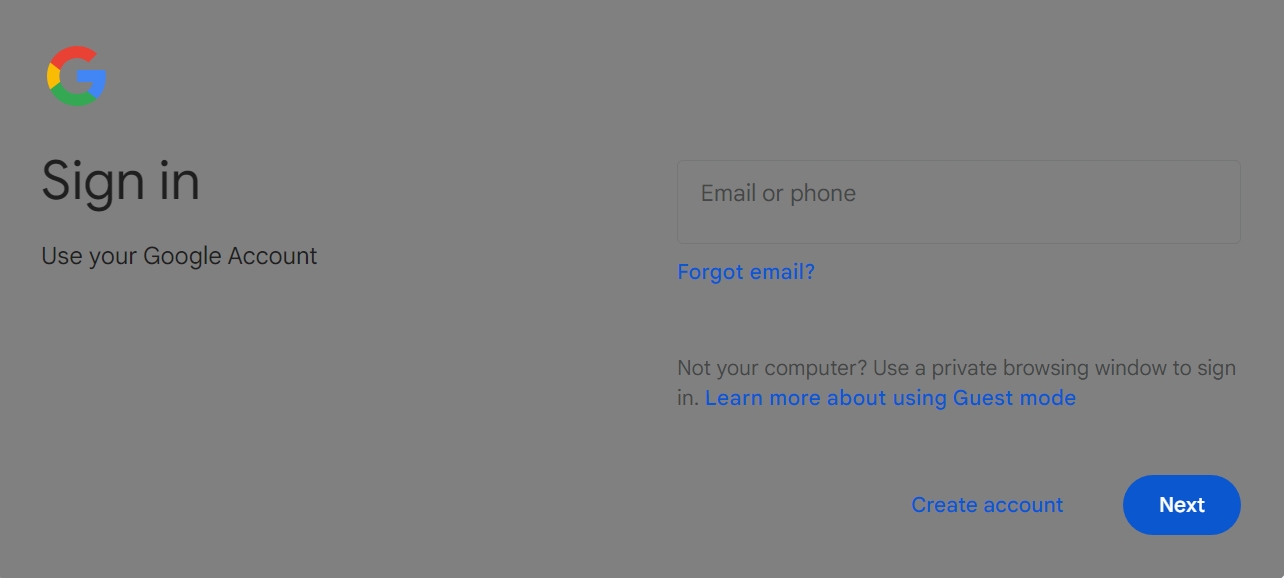 Sign in
Use your Google Account
Email or phone
Forgot email?
Not your computer? Use a private browsing window to sign
in. Learn more about using Guest mode
Create account
Next